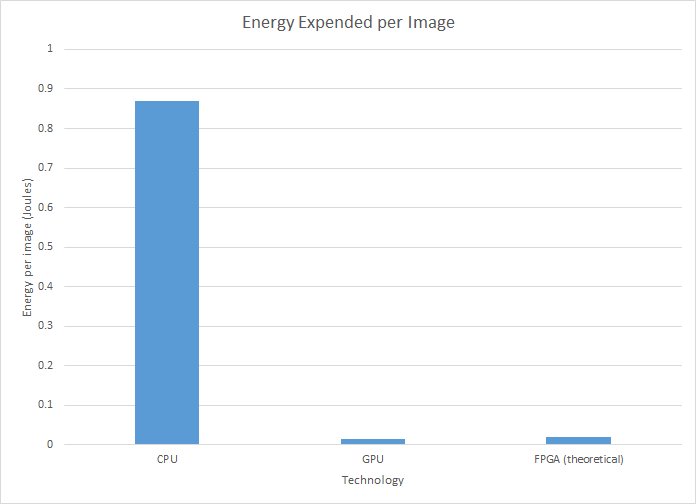 Energy Expended per Image
Energy per image (Joules)
1
0.9
0.8
0.7
0.6
0.5
0.4
0.3
0.2
0.1
0
CPU GPU FPGA (theoretical)
Technology